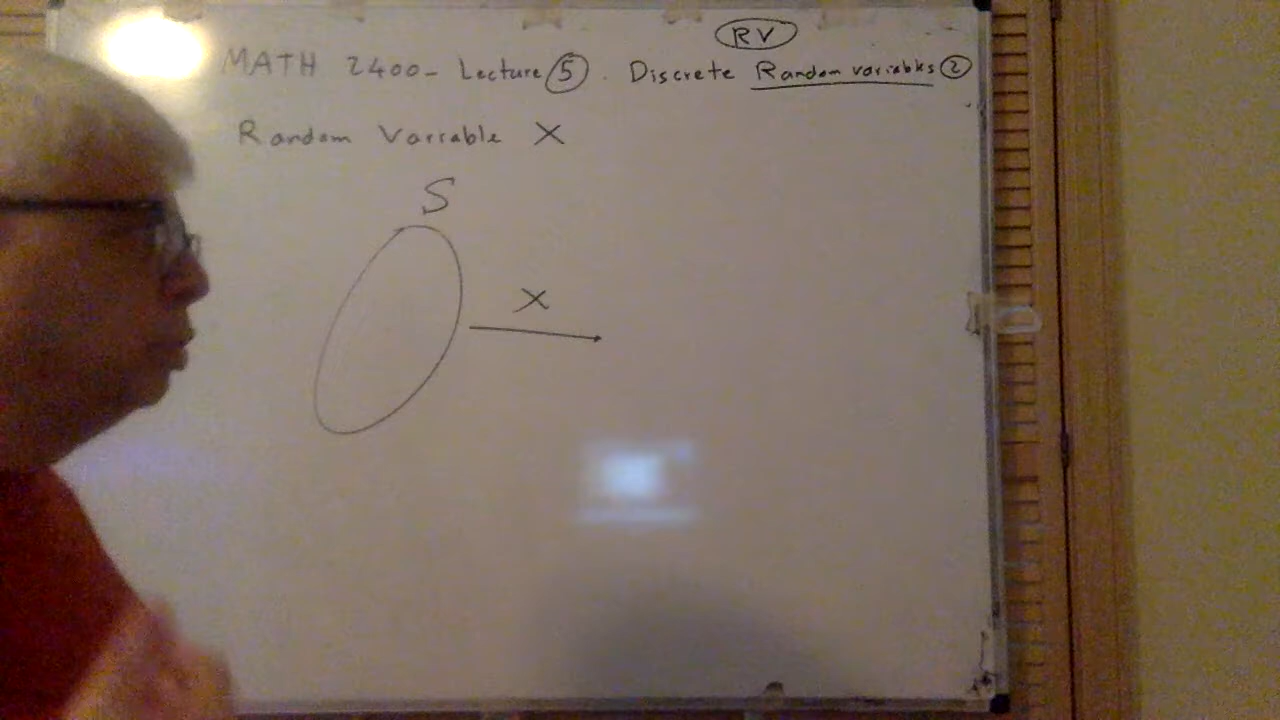 RV
MATH 2400- Lecture 5. Discrete Random variables 2
Random Variable X
S
X